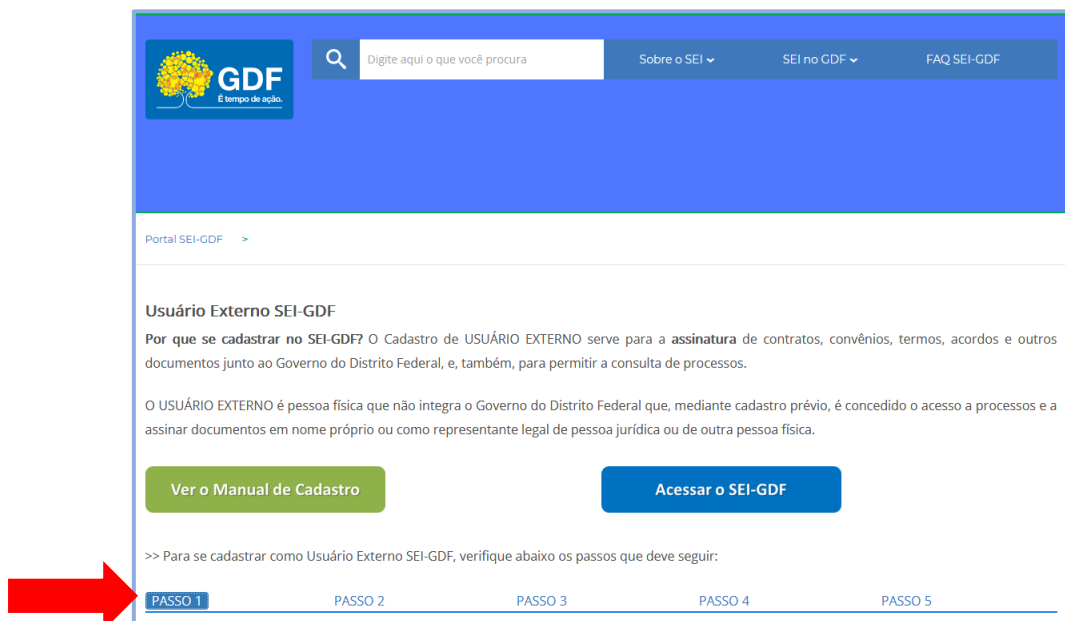 GDF
É tempo de ação.
Digite aqui o que você procura
Sobre o SEI
SEI no GDF
FAQ SEI-GDF
Portal SEI-GDF >
Usuário Externo SEI-GDF
Por que se cadastrar no SEI-GDF? O Cadastro de USUÁRIO EXTERNO serve para a assinatura de contratos, convênios, termos, acordos e outros
documentos junto ao Governo do Distrito Federal, e, também, para permitir a consulta de processos.
O USUÁRIO EXTERNO é pessoa física que não integra o Governo do Distrito Federal que, mediante cadastro prévio, é concedido o acesso a processos e a
assinar documentos em nome próprio ou como representante legal de pessoa jurídica ou de outra pessoa física.
Ver o Manual de Cadastro
Acessar o SEI-GDF
>> Para se cadastrar como Usuário Externo SEI-GDF, verifique abaixo os passos que deve seguir:
PASSO 1
PASSO 2
PASSO 3
PASSO 4
PASSO 5